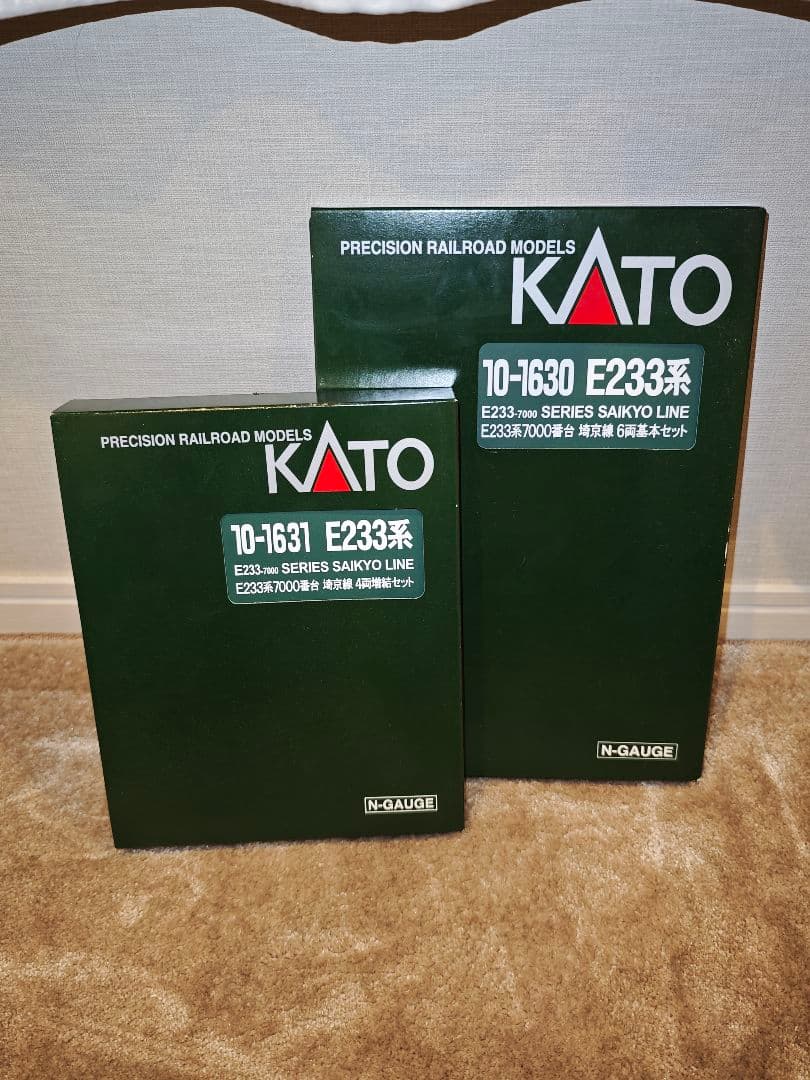 PRECISION RAILROAD MODELS
KATO
10-1630 E233系
E233-7000 SERIES SAIKYO LINE
E233系7000番台 埼京線 6両基本セット
N-GAUGE
PRECISION RAILROAD MODELS
KATO
10-1631 E233系
E233-7000 SERIES SAIKYO LINE
E233系7000番台 埼京線 4両増結セット
N-GAUGE